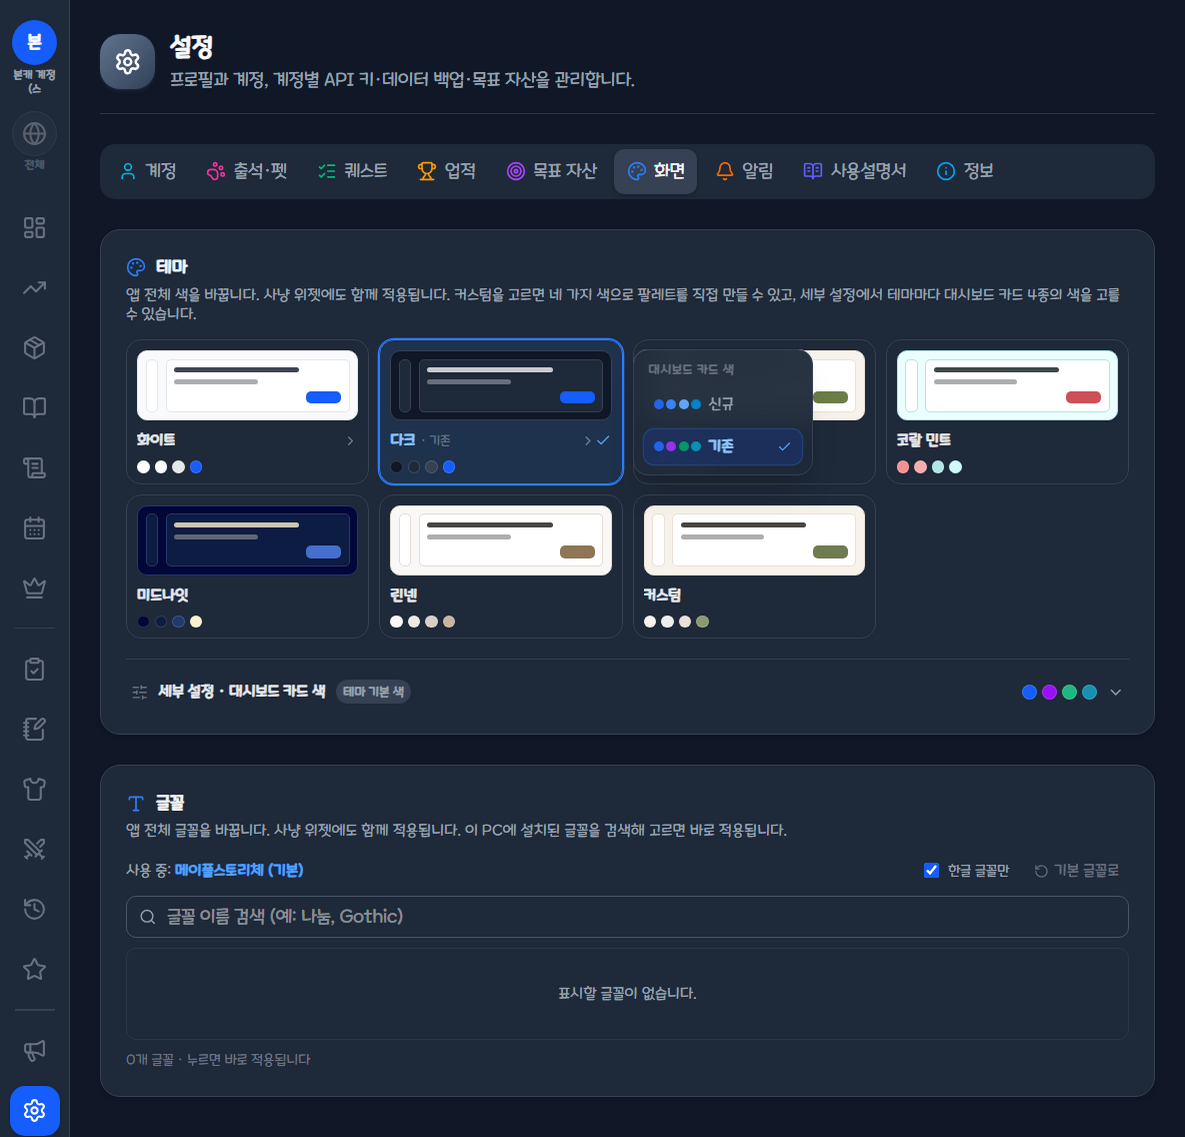 본
본캐 계정
(스
전체
설정
프로필과 계정, 계정별 API 키·데이터 백업·목표 자산을 관리합니다.
계정
출석·펫
퀘스트
업적
목표 자산
화면
알림
사용설명서
정보
테마
앱 전체 색을 바꿉니다. 사냥 위젯에도 함께 적용됩니다. 커스텀을 고르면 네 가지 색으로 팔레트를 직접 만들 수 있고, 세부 설정에서 테마마다 대시보드 카드 4종의 색을 고를
수 있습니다.
화이트
다크 · 기존
대시보드 카드 색
신규
기존
코랄 민트
미드나잇
린넨
커스텀
세부 설정 · 대시보드 카드 색
테마 기본 색
글꼴
앱 전체 글꼴을 바꿉니다. 사냥 위젯에도 함께 적용됩니다. 이 PC에 설치된 글꼴을 검색해 고르면 바로 적용됩니다.
사용 중: 메이플스토리체 (기본)
한글 글꼴만
기본 글꼴로
글꼴 이름 검색 (예: 나눔, Gothic)
표시할 글꼴이 없습니다.
0개 글꼴 · 누르면 바로 적용됩니다